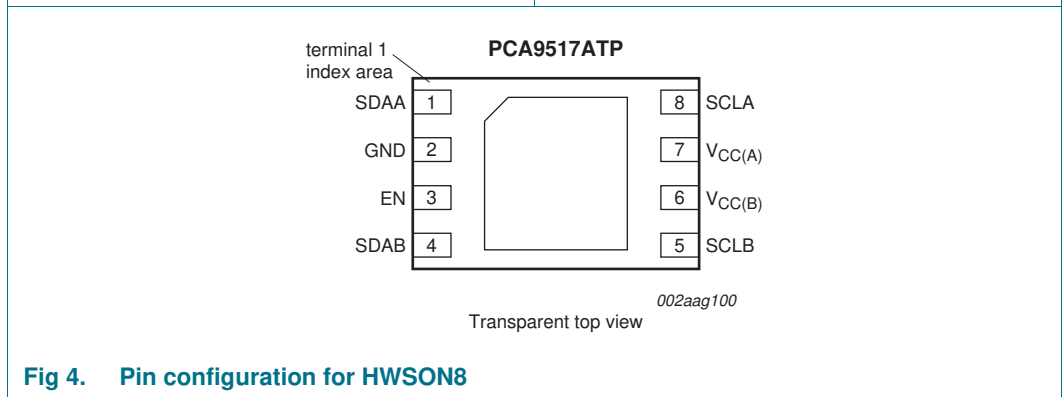 terminal 1
index area
PCA9517ATP
SDAA 1
8 SCLA
GND 2
7 VCC(A)
EN 3
6 VCC(B)
SDAB 4
5 SCLB
002aag100
Transparent top view
Fig 4. Pin configuration for HWSON8